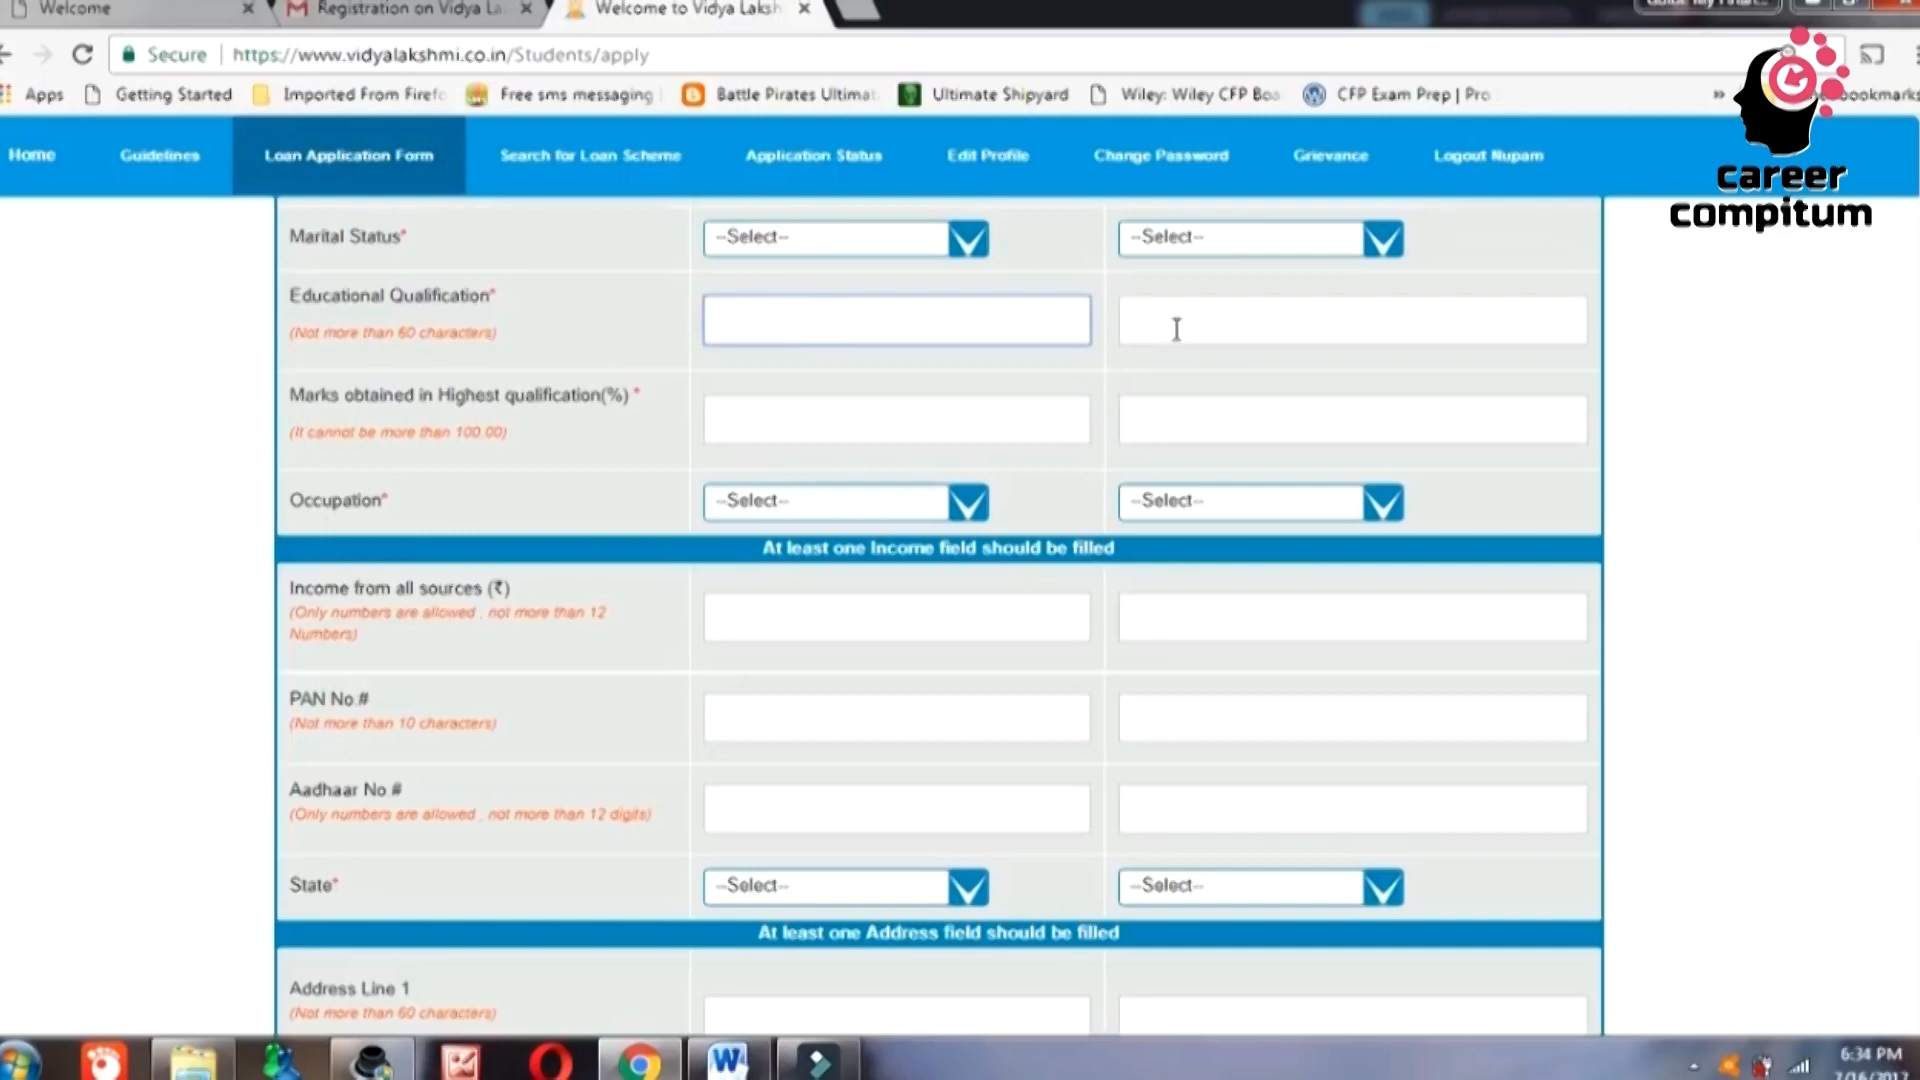 Welcome
Registration on Vidya La
Welcome to Vidya Laksh
Secure
https://www.vidyalakshmi.co.in/Students/apply
Apps
Getting Started
Imported From Firefo
Free sms messaging
Battle Pirates Ultimat
Ultimate Shipyard
Wiley: Wiley CFP Boa
CFP Exam Prep | Pro
»
bookmarks
career
compitum
Home
Guidelines
Loan Application Form
Search for Loan Scheme
Application Status
Edit Profile
Change Password
Grievance
Logout Nupam
Marital Status*
--Select--
--Select--
Educational Qualification*
(Not more than 60 characters)
Marks obtained in Highest qualification(%) *
(It cannot be more than 100.00)
Occupation*
--Select--
--Select--
At least one Income field should be filled
Income from all sources (₹)
(Only numbers are allowed , not more than 12
Numbers)
PAN No.#
(Not more than 10 characters)
Aadhaar No #
(Only numbers are allowed , not more than 12 digits)
State*
--Select--
--Select--
At least one Address field should be filled
Address Line 1
(Not more than 60 characters)
6:34 PM
7/16/2017